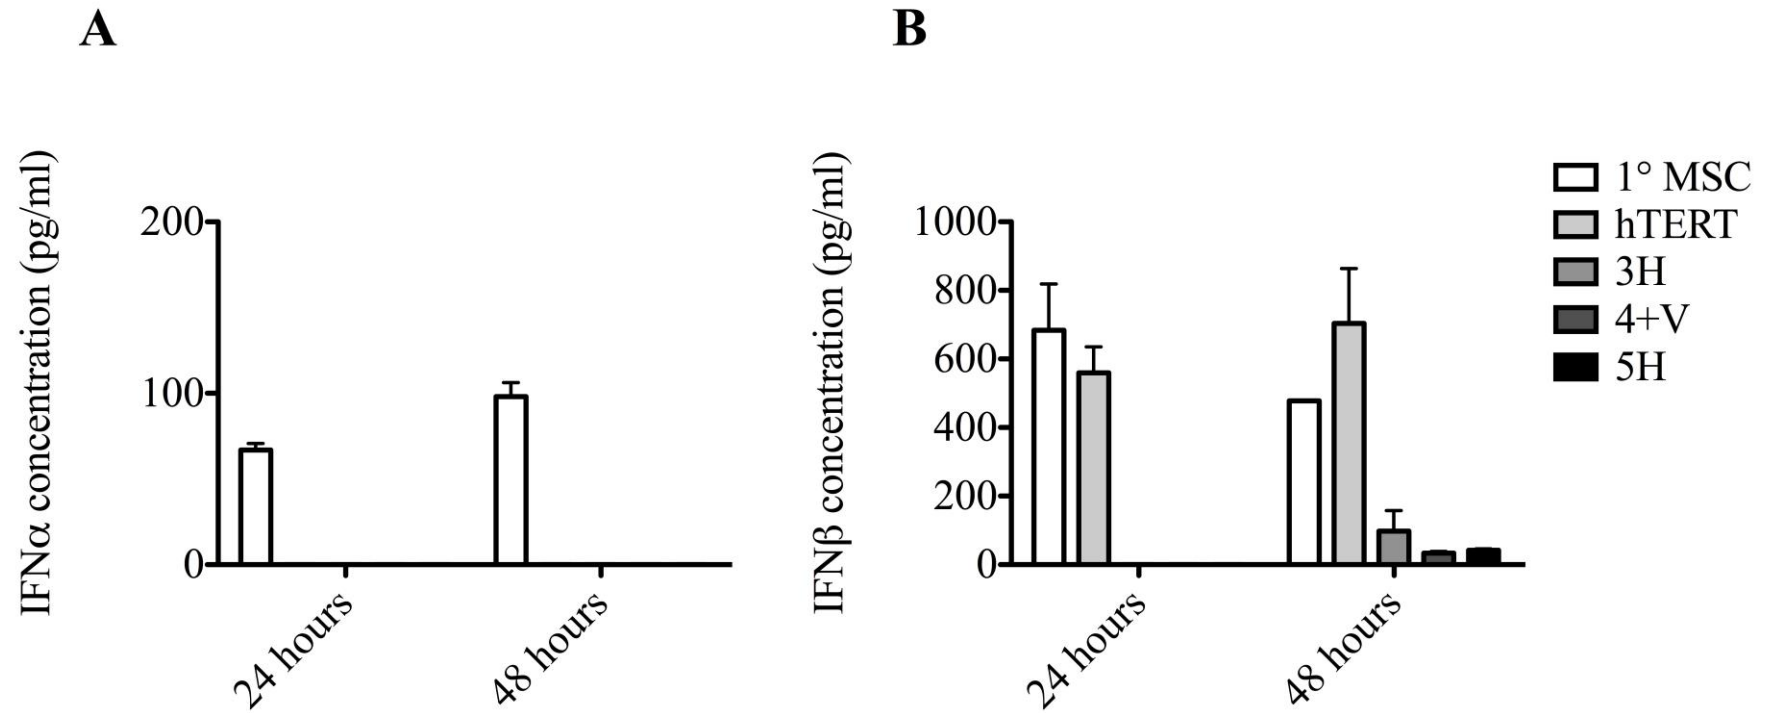 A
IFNα concentration (pg/ml)
200
100
0
24 hours
48 hours
B
IFNβ concentration (pg/ml)
1000
800
600
400
200
0
24 hours
48 hours
1° MSC
hTERT
3H
4+V
5H